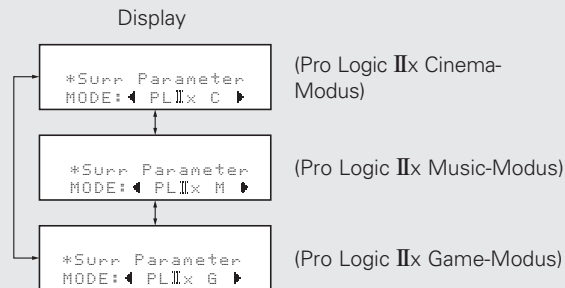 Display
*Surr Parameter
MODE:◀ PLⅡx C ▶
(Pro Logic Ⅱx Cinema-
Modus)
*Surr Parameter
MODE:◀ PLⅡx M ▶
(Pro Logic Ⅱx Music-Modus)
*Surr Parameter
MODE:◀ PLⅡx G ▶
(Pro Logic Ⅱx Game-Modus)